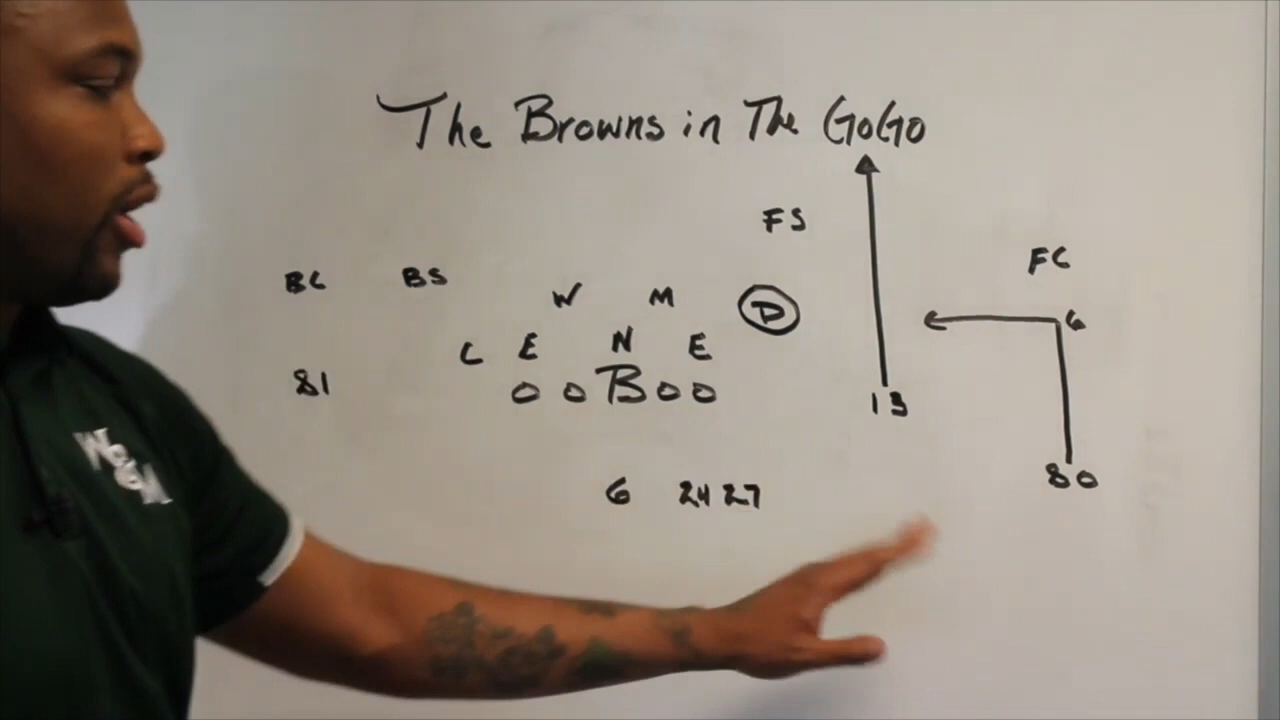 The Browns in The GoGo
FS
FC
BC BS W M D 6
C E N E
81 O O B O O 13
6 24 27 80
W&M